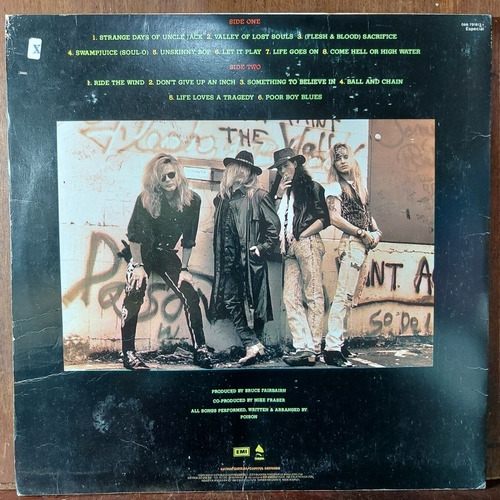 SIDE ONE
1. STRANGE DAYS OF UNCLE JACK 2. VALLEY OF LOST SOULS 3. (FLESH & BLOOD) SACRIFICE
4. SWAMPJUICE (SOUL-O) 5. UNSKINNY BOP 6. LET IT PLAY 7. LIFE GOES ON 8. COME HELL OR HIGH WATER
SIDE TWO
1. RIDE THE WIND 2. DON'T GIVE UP AN INCH 3. SOMETHING TO BELIEVE IN 4. BALL AND CHAIN
5. LIFE LOVES A TRAGEDY 6. POOR BOY BLUES
Especial
X
THE
Poison
NT A
So Do
PRODUCED BY BRUCE FAIRBAIRN
CO-PRODUCED BY MIKE FRASER
ALL SONGS PERFORMED, WRITTEN & ARRANGED BY:
POISON
EMI